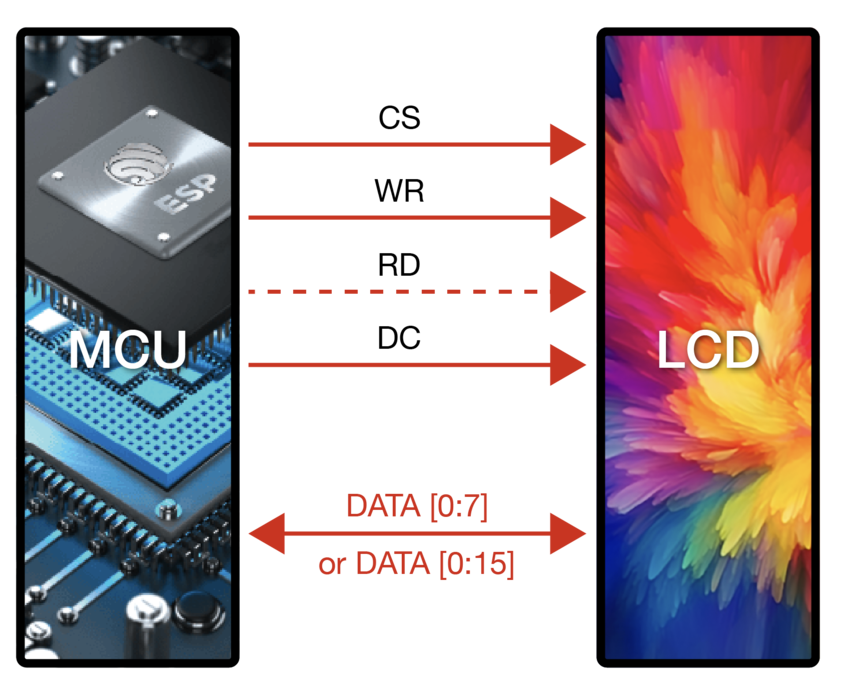 CS
WR
RD
DC
ESP
MCU
LCD
DATA [0:7]
or DATA [0:15]